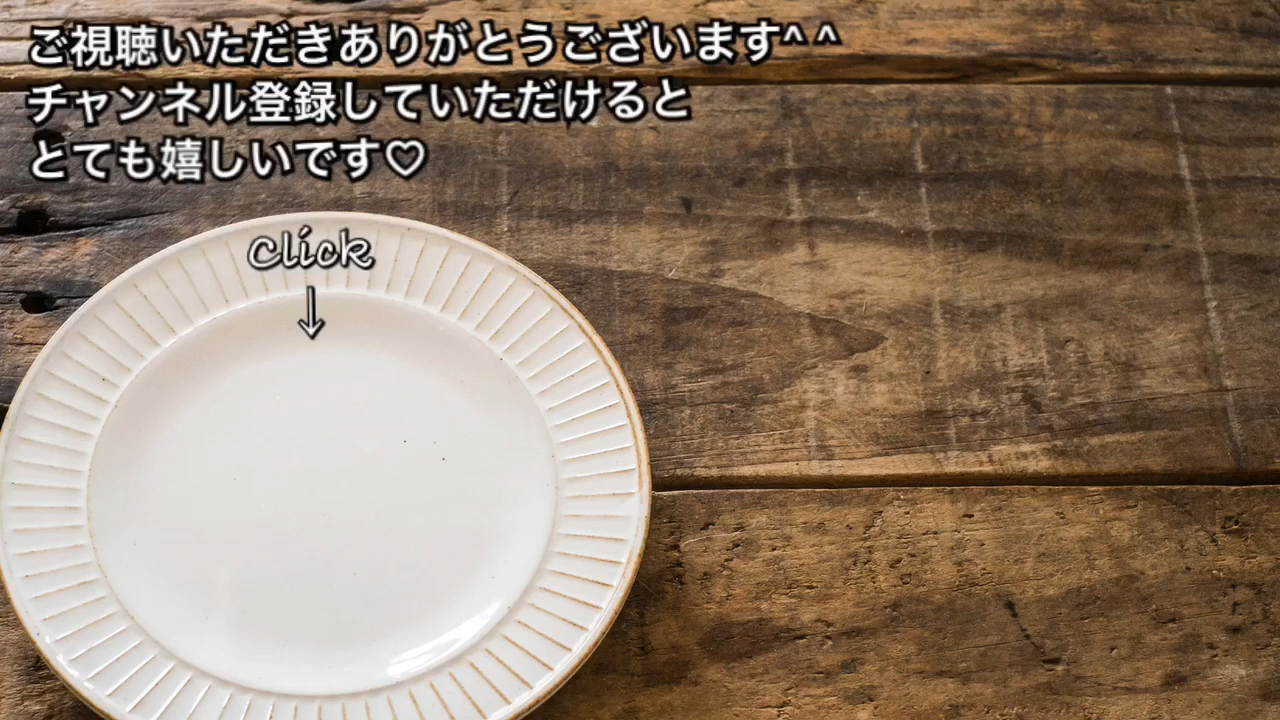 ご視聴いただきありがとうございます^ ^
チャンネル登録していただけると
とても嬉しいです♡
Click
↓